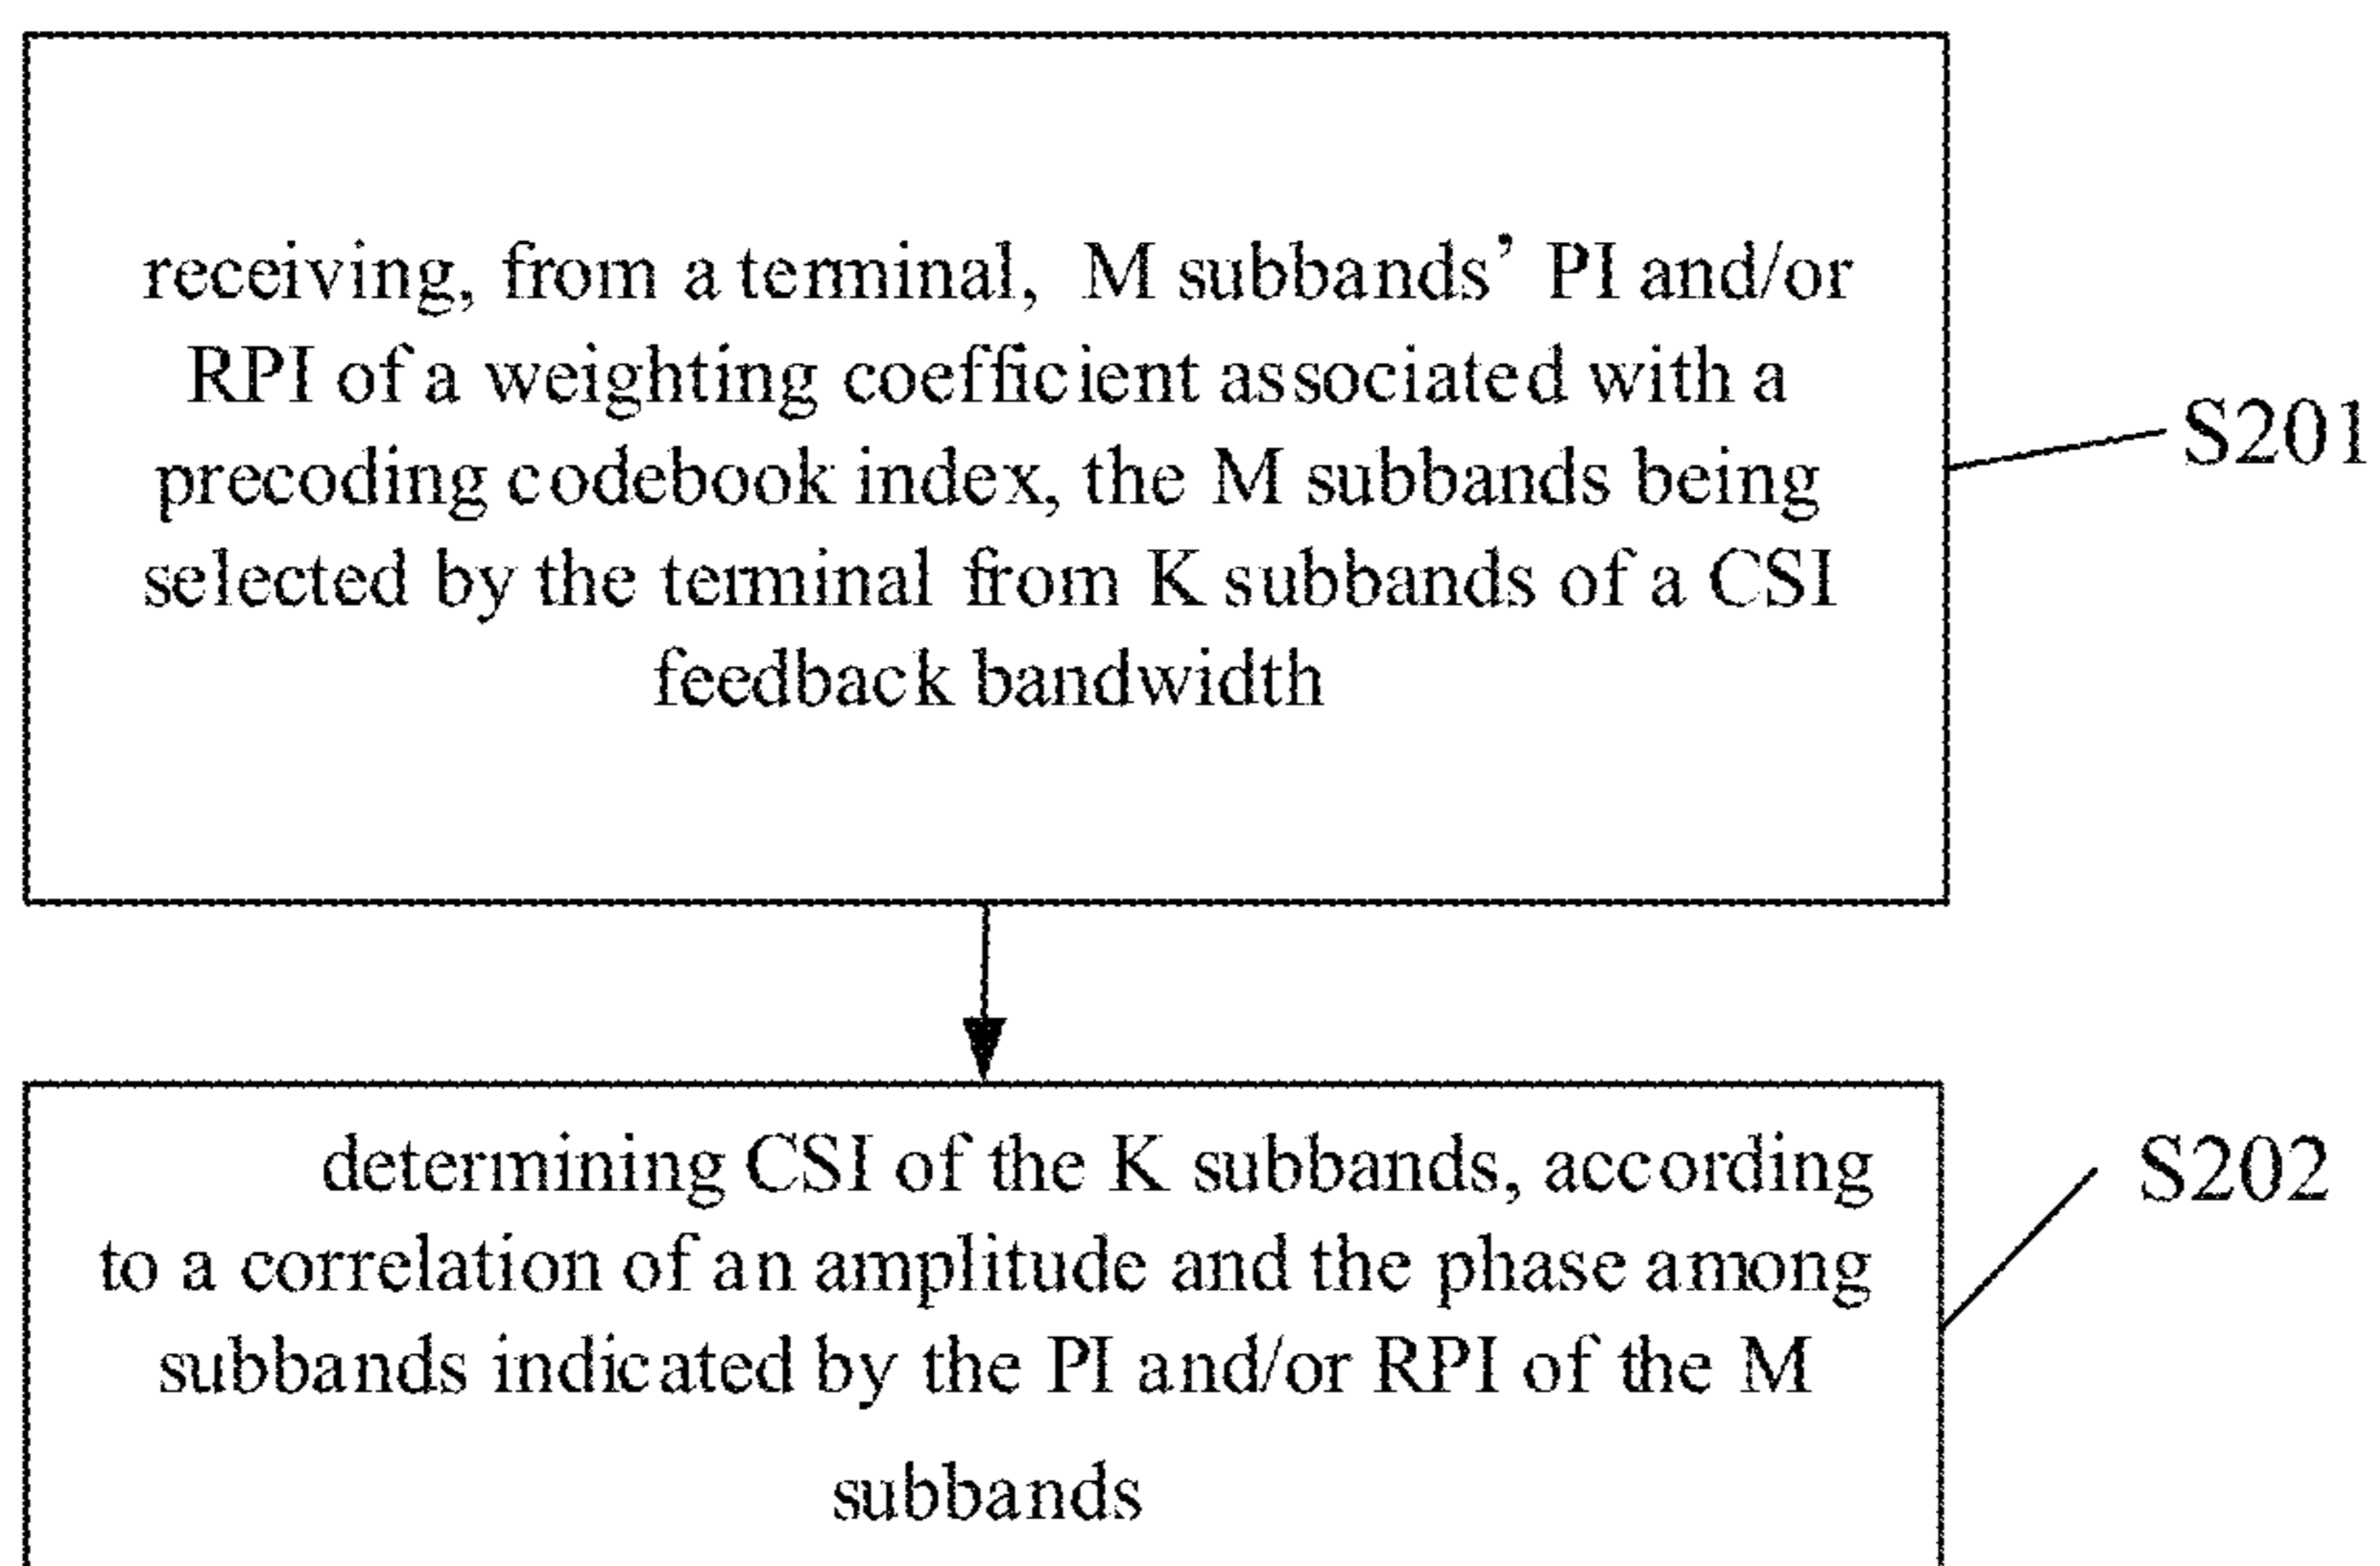 receiving, from a terminal, M subbands’ PI and/or
RPI of a weighting coefficient associated with a
precoding codebook index, the M subbands being
selected by the terminal from K subbands of a CSI
feedback bandwidth
S201
determining CSI of the K subbands, according
to a correlation of an amplitude and the phase among
subbands indicated by the PI and/or RPI of the M
subbands
S202